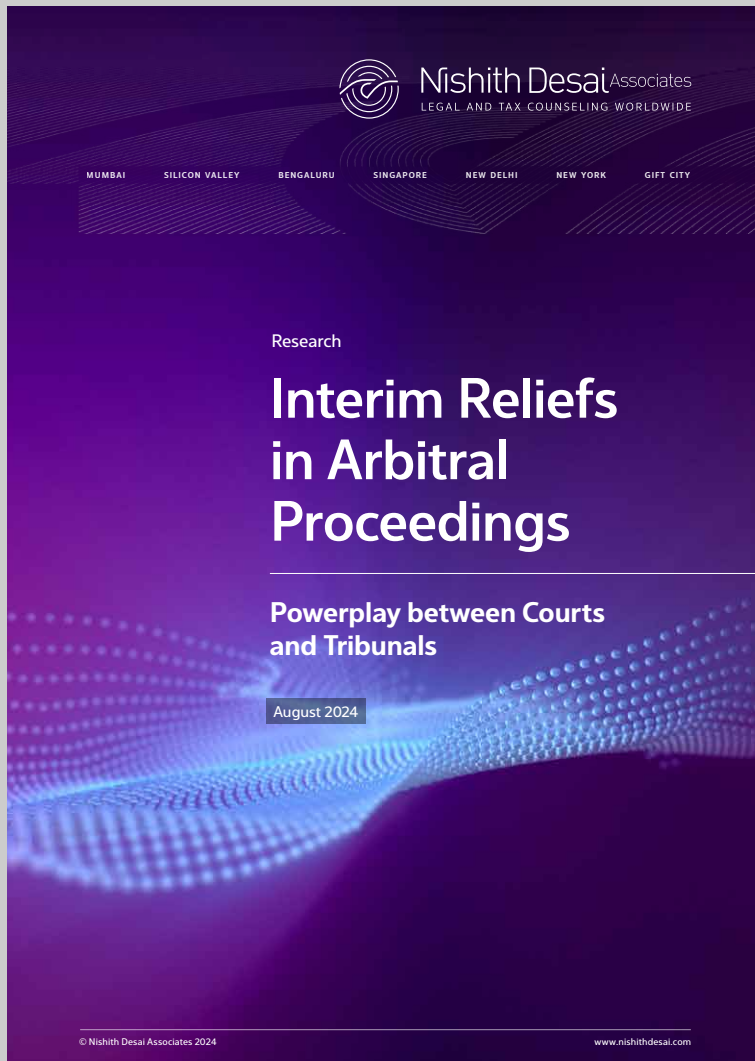 Nishith Desai Associates
LEGAL AND TAX COUNSELING WORLDWIDE
MUMBAI SILICON VALLEY BENGALURU SINGAPORE NEW DELHI NEW YORK GIFT CITY
Research
Interim Reliefs
in Arbitral
Proceedings
Powerplay between Courts
and Tribunals
August 2024
© Nishith Desai Associates 2024 www.nishithdesai.com